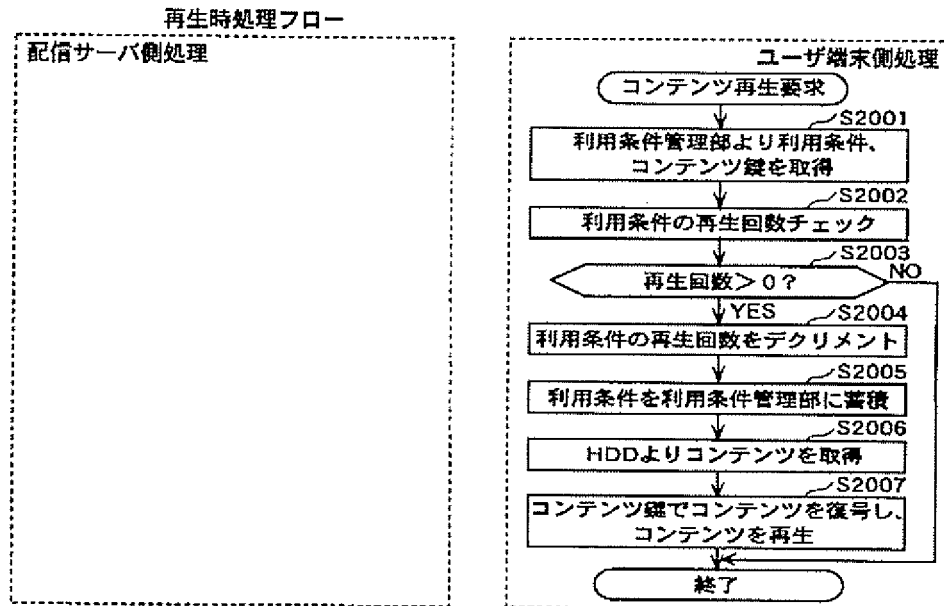 再生時処理フロー
配信サーバ側処理
ユーザ端末側処理
コンテンツ再生要求
S2001
利用条件管理部より利用条件、
コンテンツ鍵を取得
S2002
利用条件の再生回数チェック
S2003
再生回数>0?
NO
YES
S2004
利用条件の再生回数をデクリメント
S2005
利用条件を利用条件管理部に蓄積
S2006
HDDよりコンテンツを取得
S2007
コンテンツ鍵でコンテンツを復号し、
コンテンツを再生
終了